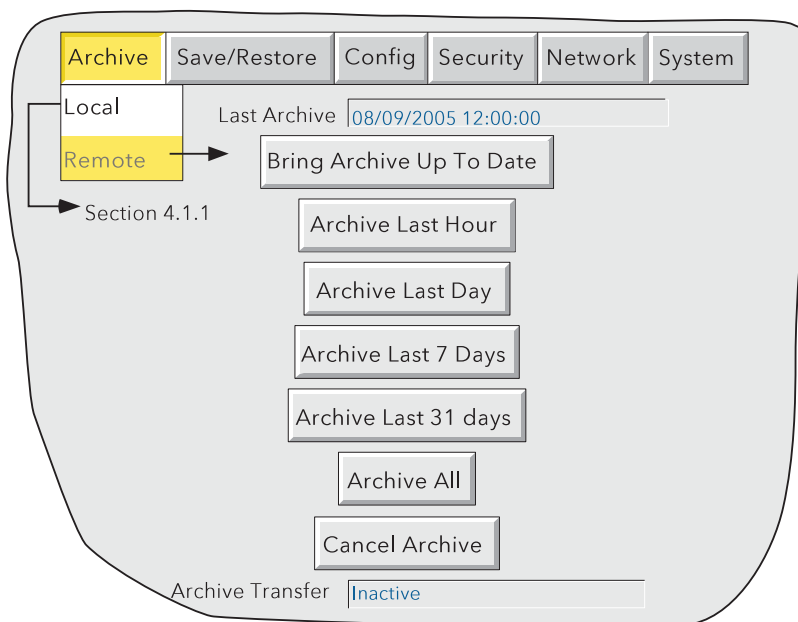 Archive Save/Restore Config Security Network System
Local
Last Archive 08/09/2005 12:00:00
Remote
Bring Archive Up To Date
Section 4.1.1
Archive Last Hour
Archive Last Day
Archive Last 7 Days
Archive Last 31 days
Archive All
Cancel Archive
Archive Transfer Inactive